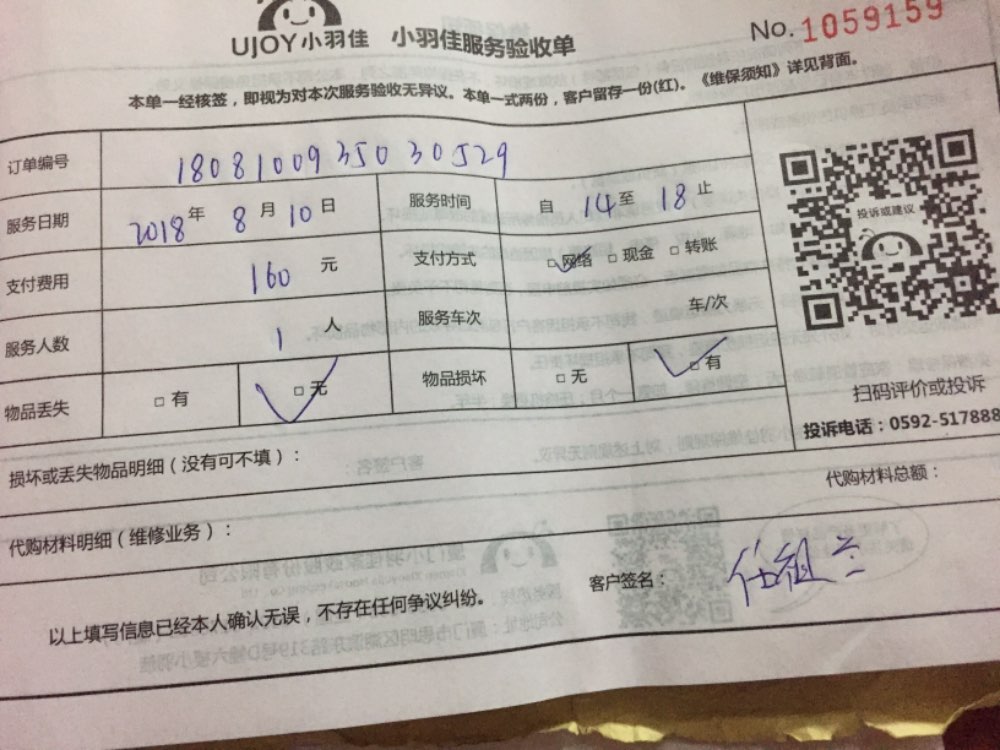 UJOY小羽佳 小羽佳服务验收单
No. 1059159
本单一经核签，即视为对本次服务验收无异议。本单一式两份，客户留存一份(红)。《维保须知》详见背面。
订单编号 180810093503O529
服务日期 2018年 8月 10日 服务时间 自 14 至 18 止
支付费用 160 元 支付方式 □网络 □现金 □转账
服务人数 1 人 服务车次 车/次
物品丢失 □有 □无 物品损坏 □无 □有
投诉或建议
扫码评价或投诉
投诉电话：0592-517888
损坏或丢失物品明细（没有可不填）：
代购材料明细（维修业务）： 代购材料总额：
以上填写信息已经本人确认无误，不存在任何争议纠纷。 客户签名： 任组兰